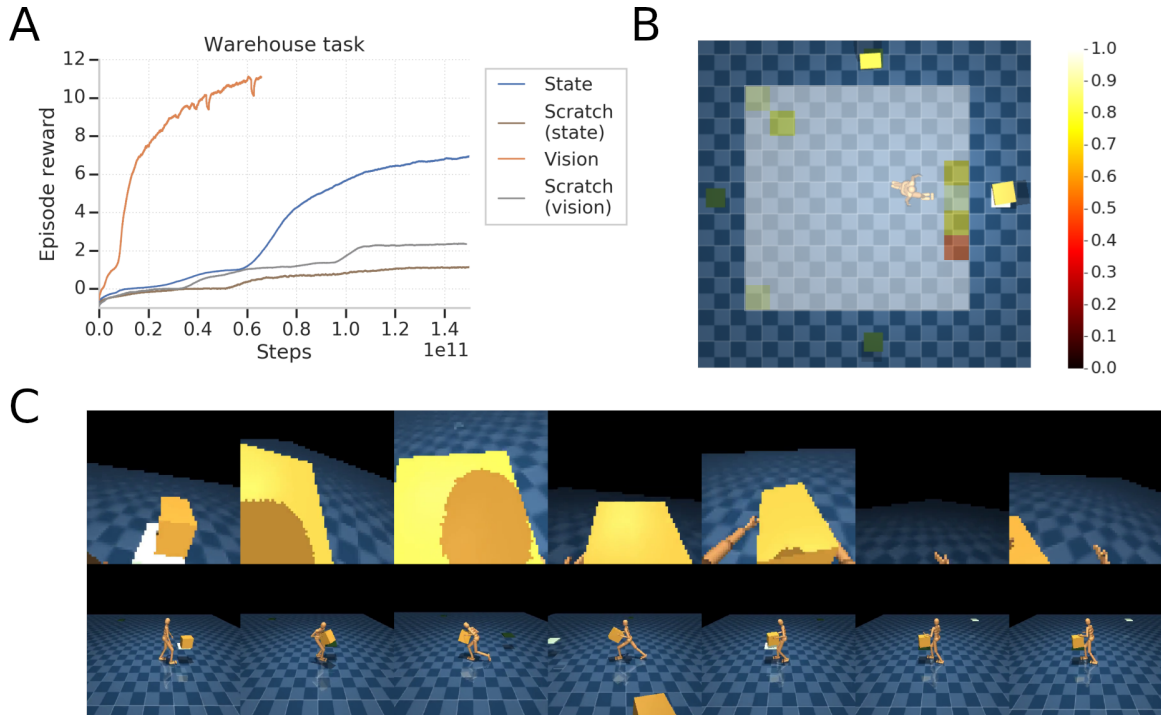 A
Warehouse task
Episode reward
12
10
8
6
4
2
0
0.0 0.2 0.4 0.6 0.8 1.0 1.2 1.4
1e11
Steps
State
Scratch
(state)
Vision
Scratch
(vision)
B
1.0
0.9
0.8
0.7
0.6
0.5
0.4
0.3
0.2
0.1
0.0
C